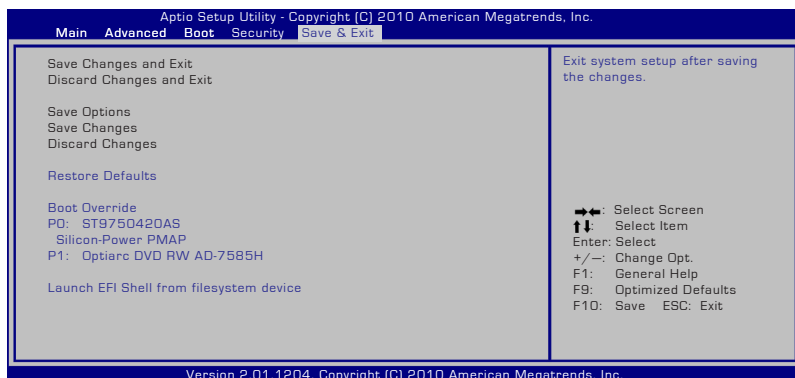 Aptio Setup Utility - Copyright (C) 2010 American Megatrends, Inc.
Main Advanced Boot Security Save & Exit
Save Changes and Exit
Discard Changes and Exit
Save Options
Save Changes
Discard Changes
Restore Defaults
Boot Override
P0: ST9750420AS
Silicon-Power PMAP
P1: Optiarc DVD RW AD-7585H
Launch EFI Shell from filesystem device
Exit system setup after saving
the changes.
→←: Select Screen
↑↓: Select Item
Enter: Select
+/—: Change Opt.
F1: General Help
F9: Optimized Defaults
F10: Save ESC: Exit
Version 2.01.1204. Copyright (C) 2010 American Megatrends, Inc.